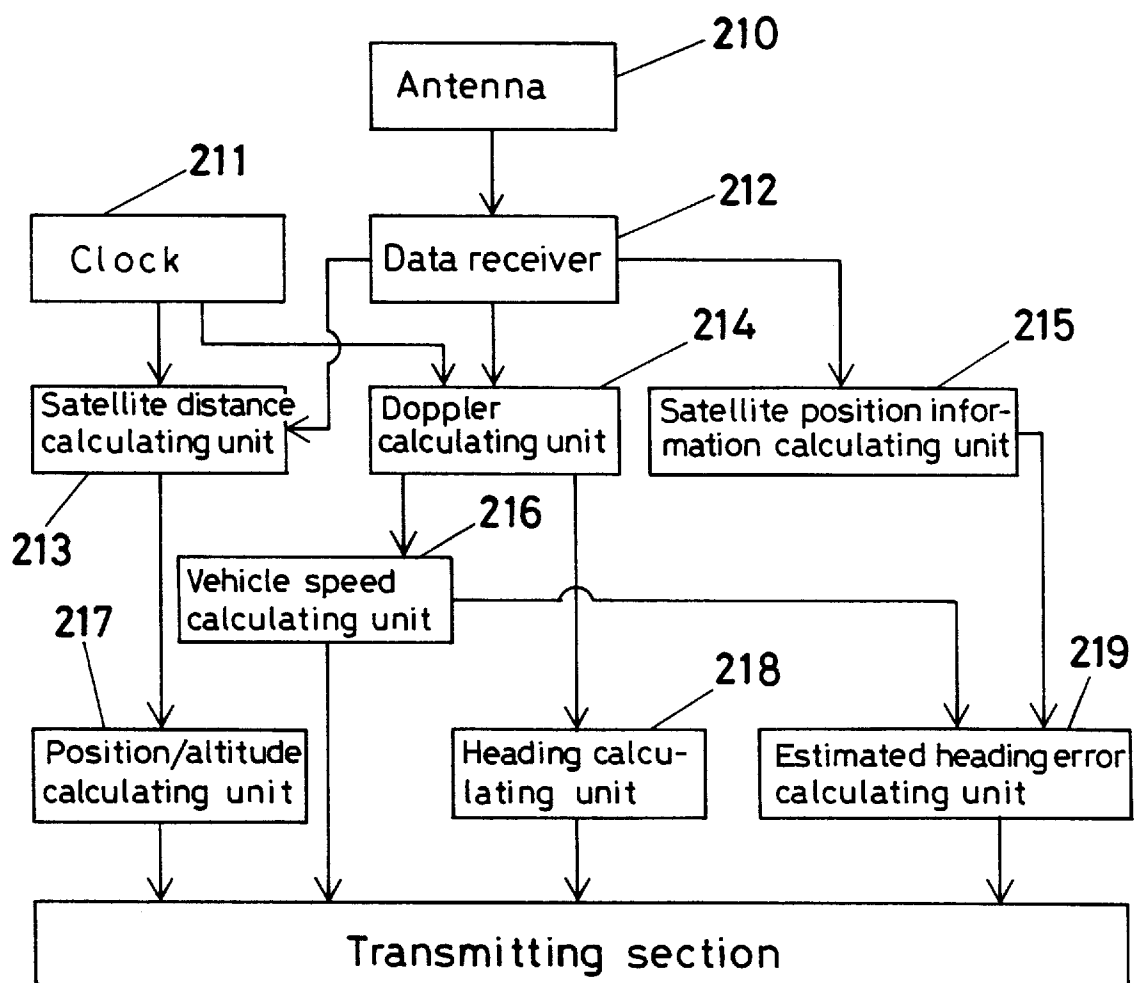 210
Antenna
211
212
Clock
Data receiver
214
215
Satellite distance
calculating unit
Doppler
calculating unit
Satellite position infor-
mation calculating unit
213
216
Vehicle speed
calculating unit
217
218
219
Position/altitude
calculating unit
Heading calcu-
lating unit
Estimated heading error
calculating unit
Transmitting section